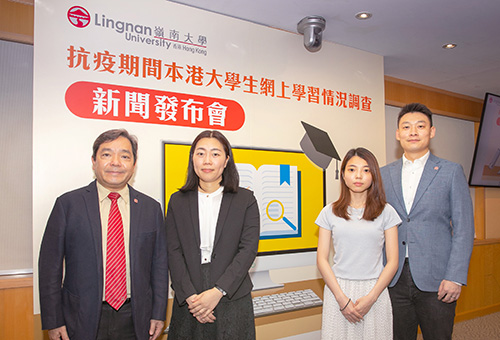 Lingnan 嶺南大學
University 香港 Hong Kong
抗疫期間本港大學生網上學習情況調查
新聞發布會